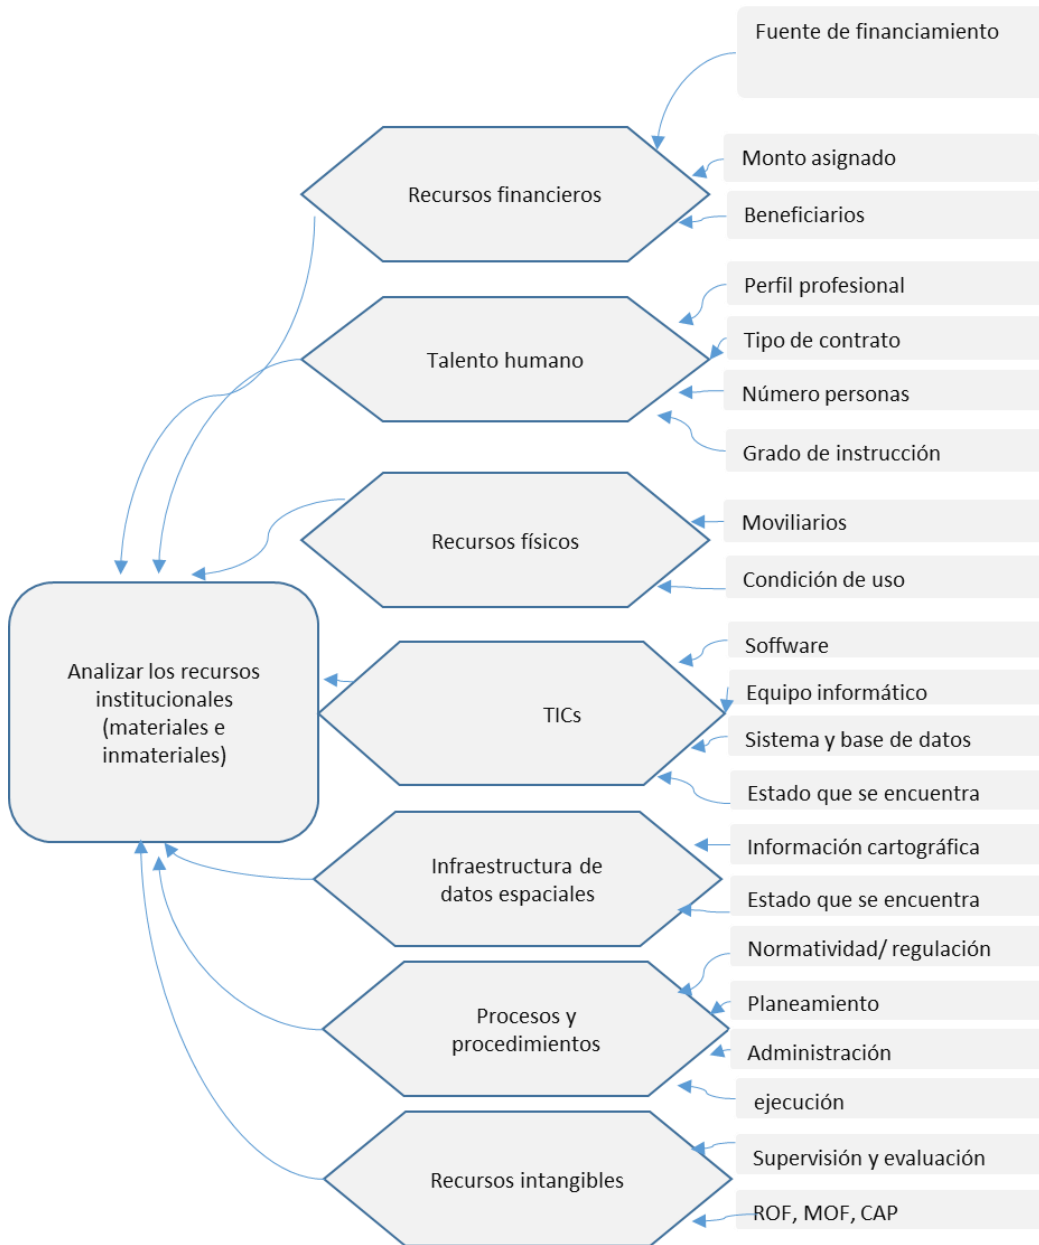 Fuente de financiamiento
Recursos financieros
Monto asignado
Beneficiarios
Talento humano
Perfil profesional
Tipo de contrato
Número personas
Grado de instrucción
Recursos físicos
Moviliarios
Condición de uso
Analizar los recursos
institucionales
(materiales e
inmateriales)
TICs
Soffware
Equipo informático
Sistema y base de datos
Estado que se encuentra
Infraestructura de
datos espaciales
Información cartográfica
Estado que se encuentra
Procesos y
procedimientos
Normatividad/ regulación
Planeamiento
Administración
ejecución
Recursos intangibles
Supervisión y evaluación
ROF, MOF, CAP